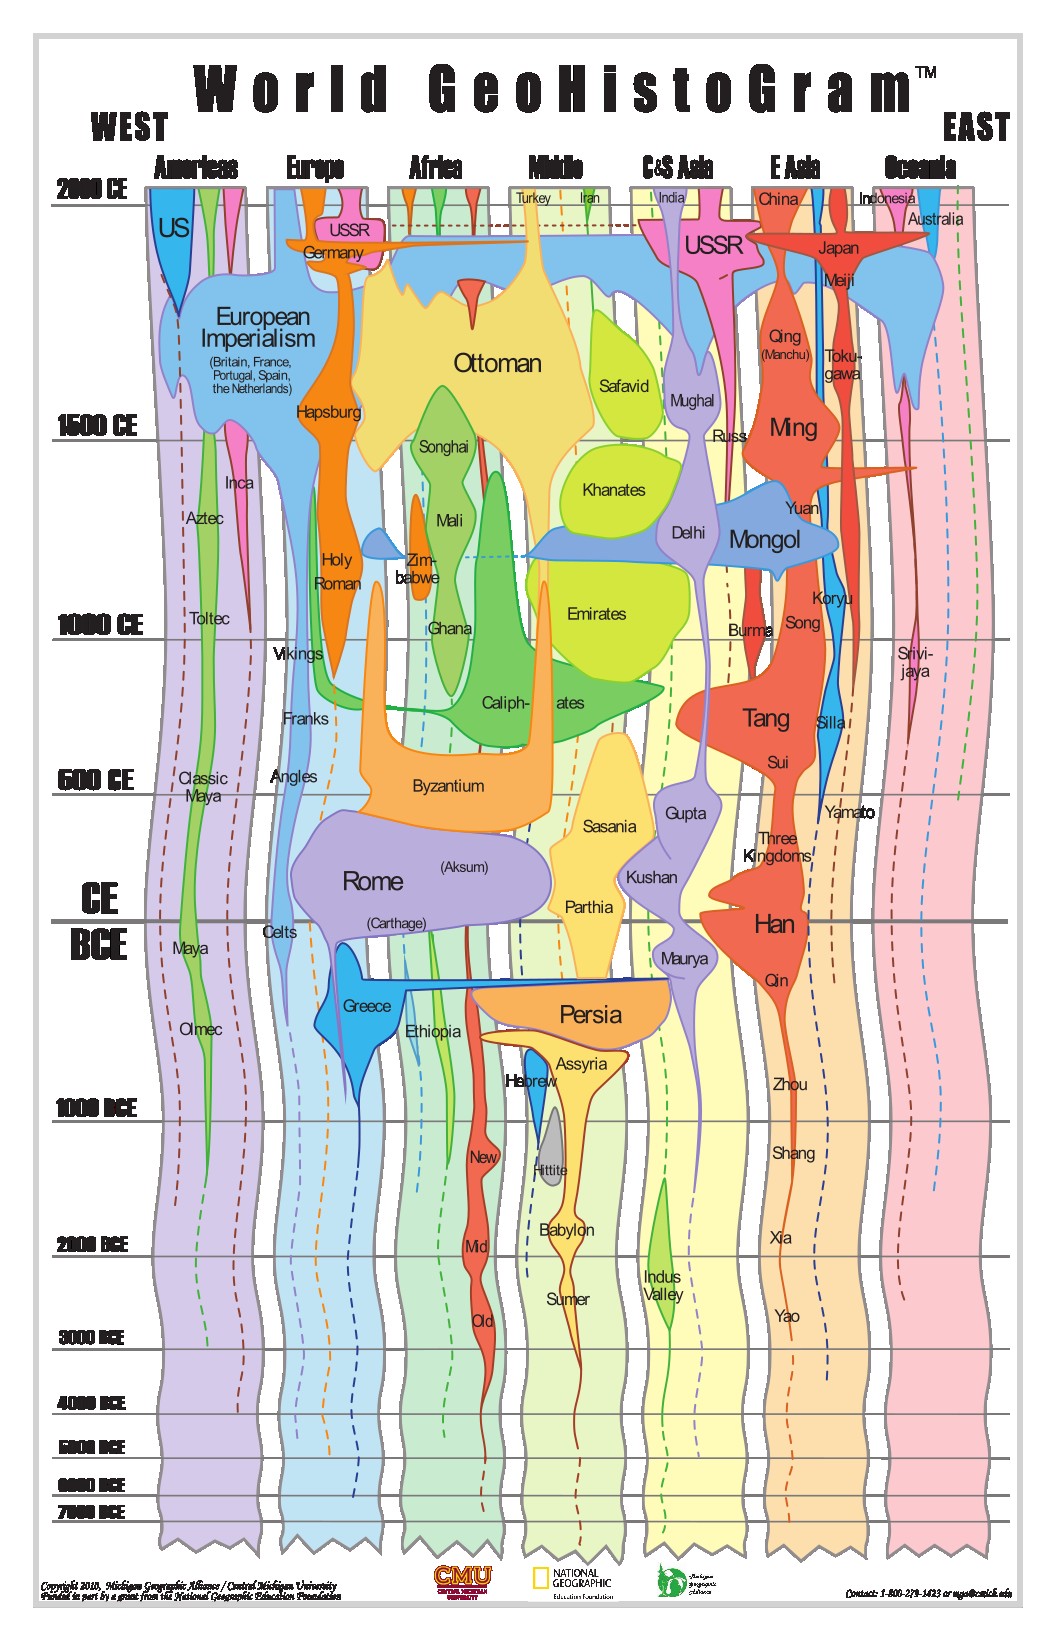 World GeoHistoGram™
WEST
EAST
Americas
Europe
Africa
Middle
C&S Asia
E Asia
Oceania
2000 CE
Turkey
Iran
India
China
Indonesia
US
USSR
Australia
Germany
USSR
Japan
Meiji
European
Imperialism
(Britain, France,
Portugal, Spain,
the Netherlands)
Ottoman
Safavid
Qing
(Manchu)
Toku-
gawa
Hapsburg
Mughal
1500 CE
Songhai
Russ
Ming
Inca
Khanates
Aztec
Mali
Yuan
Delhi
Mongol
Holy
Roman
Zim-
babwe
Toltec
Ghana
Emirates
Koryu
1000 CE
Burma
Song
Vikings
Srivi-
jaya
Franks
Caliph-
ates
Tang
Silla
500 CE
Classic
Maya
Angles
Byzantium
Sui
Sasania
Gupta
Yamato
Three
Kingdoms
Rome
(Aksum)
Kushan
CE
Parthia
(Carthage)
Han
BCE
Maya
Celts
Maurya
Qin
Greece
Persia
Olmec
Ethiopia
Assyria
Hebrew
Zhou
1000 BCE
New
Hittite
Shang
2000 BCE
Mid
Babylon
Xia
Indus
Valley
Sumer
Old
Yao
3000 BCE
4000 BCE
5000 BCE
6000 BCE
7000 BCE
Copyright 2010, Michigan Geographic Alliance / Central Michigan University
Funded in part by a grant from the National Geographic Education Foundation
CMU
CENTRAL MICHIGAN
UNIVERSITY
NATIONAL
GEOGRAPHIC
Education Foundation
Michigan
Geographic
Alliance
Contact: 1-800-279-1423 or mga@cmich.edu